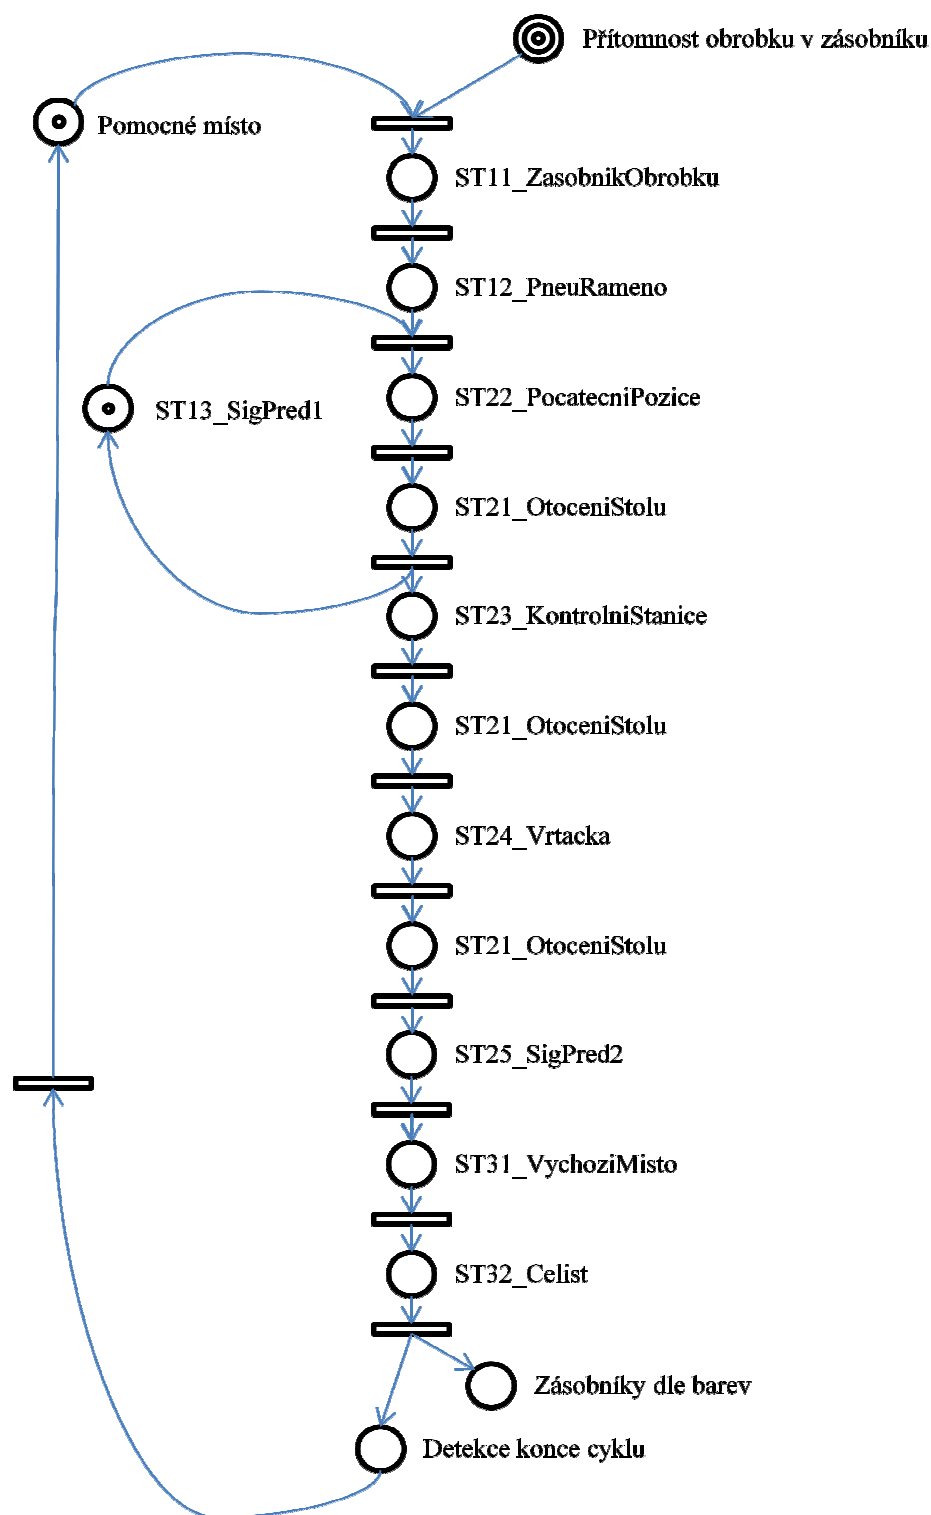 Přítomnost obrobku v zásobníku
Pomocné místo
ST11_ZasobnikObrobku
ST12_PneuRameno
ST22_PocatecniPozice
ST13_SigPred1
ST21_OtoceniStolu
ST23_KontrolniStanice
ST21_OtoceniStolu
ST24_Vrtacka
ST21_OtoceniStolu
ST25_SigPred2
ST31_VychoziMisto
ST32_Celist
Zásobníky dle barev
Detekce konce cyklu